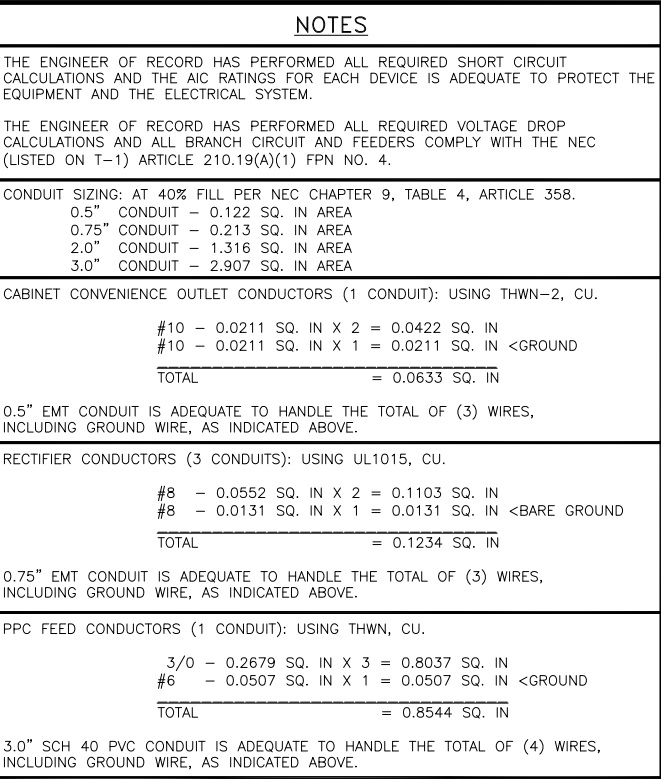 NOTES
THE ENGINEER OF RECORD HAS PERFORMED ALL REQUIRED SHORT CIRCUIT
CALCULATIONS AND THE AIC RATINGS FOR EACH DEVICE IS ADEQUATE TO PROTECT THE
EQUIPMENT AND THE ELECTRICAL SYSTEM.
THE ENGINEER OF RECORD HAS PERFORMED ALL REQUIRED VOLTAGE DROP
CALCULATIONS AND ALL BRANCH CIRCUIT AND FEEDERS COMPLY WITH THE NEC
(LISTED ON T-1) ARTICLE 210.19(A)(1) FPN NO. 4.
CONDUIT SIZING: AT 40% FILL PER NEC CHAPTER 9, TABLE 4, ARTICLE 358.
0.5" CONDUIT - 0.122 SQ. IN AREA
0.75" CONDUIT - 0.213 SQ. IN AREA
2.0" CONDUIT - 1.316 SQ. IN AREA
3.0" CONDUIT - 2.907 SQ. IN AREA
CABINET CONVENIENCE OUTLET CONDUCTORS (1 CONDUIT): USING THWN-2, CU.
#10 - 0.0211 SQ. IN X 2 = 0.0422 SQ. IN
#10 - 0.0211 SQ. IN X 1 = 0.0211 SQ. IN <GROUND
TOTAL = 0.0633 SQ. IN
0.5" EMT CONDUIT IS ADEQUATE TO HANDLE THE TOTAL OF (3) WIRES,
INCLUDING GROUND WIRE, AS INDICATED ABOVE.
RECTIFIER CONDUCTORS (3 CONDUITS): USING UL1015, CU.
#8 - 0.0552 SQ. IN X 2 = 0.1103 SQ. IN
#8 - 0.0131 SQ. IN X 1 = 0.0131 SQ. IN <BARE GROUND
TOTAL = 0.1234 SQ. IN
0.75" EMT CONDUIT IS ADEQUATE TO HANDLE THE TOTAL OF (3) WIRES,
INCLUDING GROUND WIRE, AS INDICATED ABOVE.
PPC FEED CONDUCTORS (1 CONDUIT): USING THWN, CU.
3/0 - 0.2679 SQ. IN X 3 = 0.8037 SQ. IN
#6 - 0.0507 SQ. IN X 1 = 0.0507 SQ. IN <GROUND
TOTAL = 0.8544 SQ. IN
3.0" SCH 40 PVC CONDUIT IS ADEQUATE TO HANDLE THE TOTAL OF (4) WIRES,
INCLUDING GROUND WIRE, AS INDICATED ABOVE.